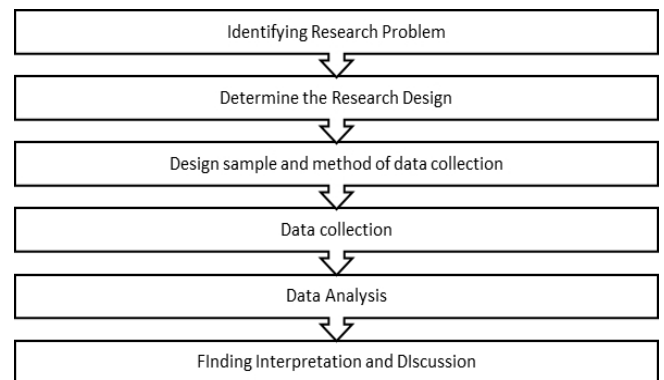 Identifying Research Problem
Determine the Research Design
Design sample and method of data collection
Data collection
Data Analysis
FInding Interpretation and DIscussion